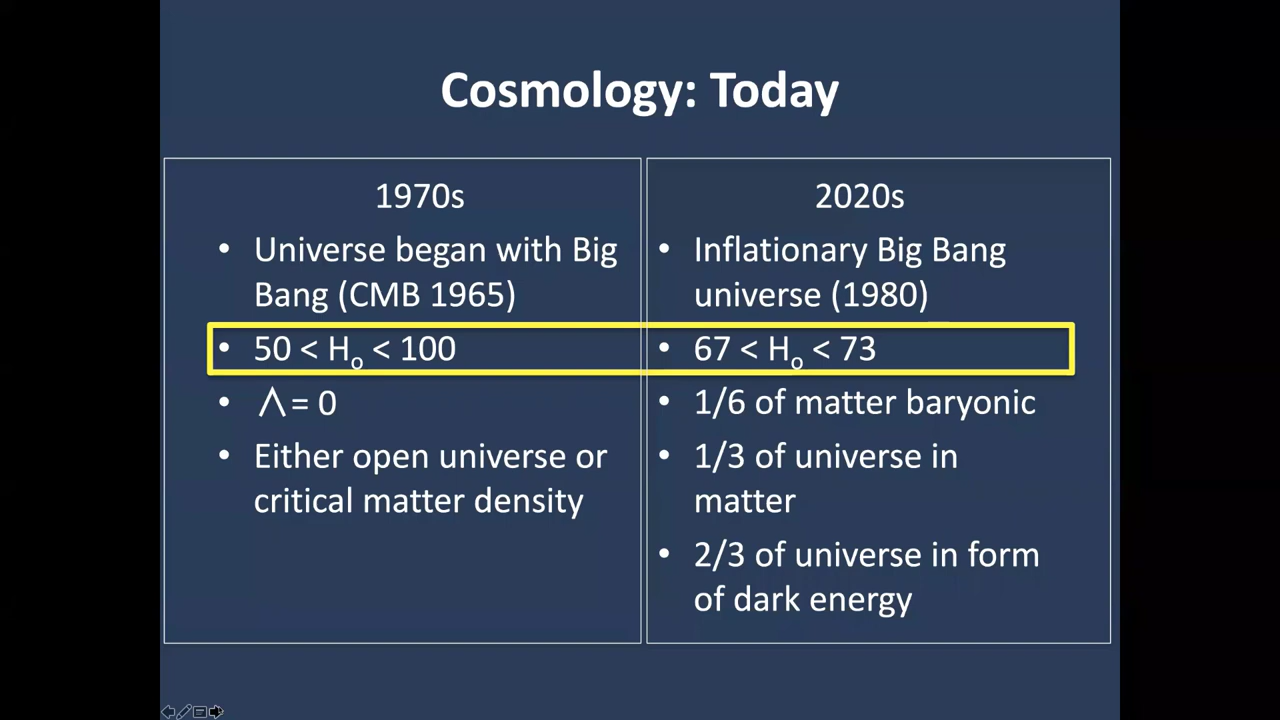 Cosmology: Today
1970s
• Universe began with Big
Bang (CMB 1965)
• 50 < Ho < 100
• Λ = 0
• Either open universe or
critical matter density
2020s
• Inflationary Big Bang
universe (1980)
• 67 < Ho < 73
• 1/6 of matter baryonic
• 1/3 of universe in
matter
• 2/3 of universe in form
of dark energy